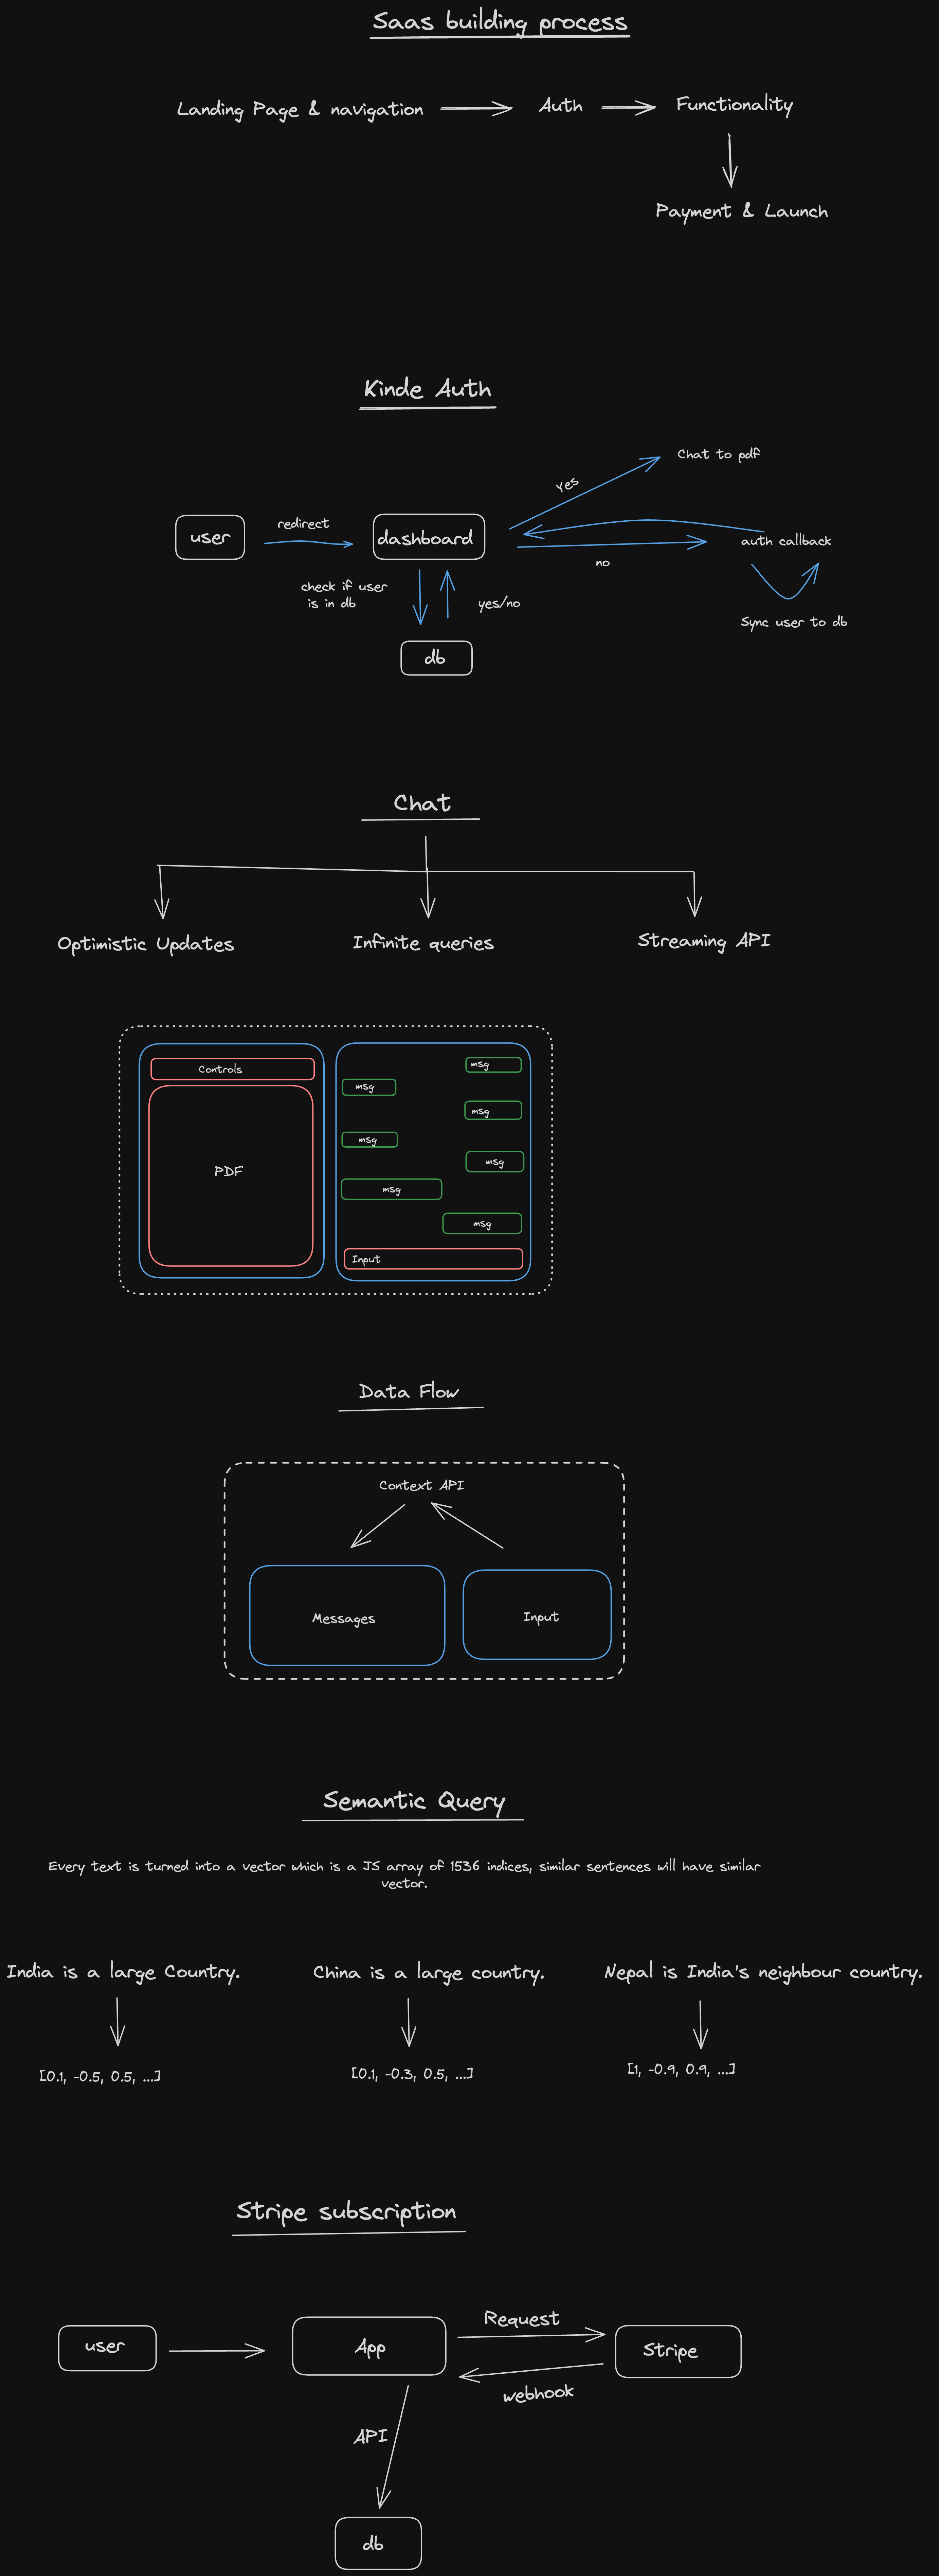 Saas building process
Landing Page & navigation
Auth
Functionality
Payment & Launch
Kinde Auth
Chat to pdf
Yes
user
redirect
dashboard
auth callback
no
check if user
is in db
yes/no
Sync user to db
db
Chat
Optimistic Updates
Infinite queries
Streaming API
Controls
PDF
msg
msg
msg
msg
msg
msg
msg
Input
Data Flow
Context API
Messages
Input
Semantic Query
Every text is turned into a vector which is a JS array of 1536 indices, similar sentences will have similar
vector.
India is a large Country.
China is a large country.
Nepal is India's neighbour country.
[0.1, -0.5, 0.5, ...]
[0.1, -0.3, 0.5, ...]
[1, -0.9, 0.9, ...]
Stripe subscription
user
App
Request
Stripe
webhook
API
db